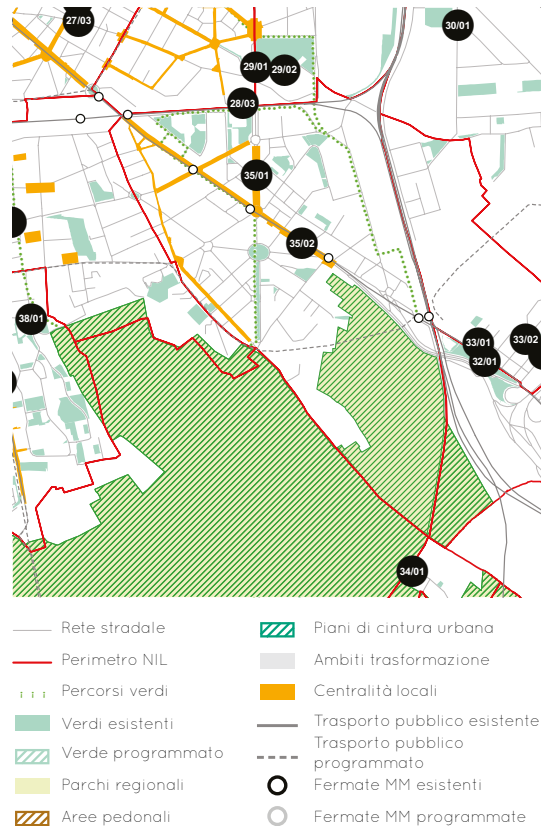 27/03
30/01
29/01
29/02
28/03
35/01
35/02
38/01
33/01
33/02
32/01
34/01
Rete stradale
Perimetro NIL
Percorsi verdi
Verdi esistenti
Verde programmato
Parchi regionali
Aree pedonali
Piani di cintura urbana
Ambiti trasformazione
Centralità locali
Trasporto pubblico esistente
Trasporto pubblico
programmato
Fermate MM esistenti
Fermate MM programmate